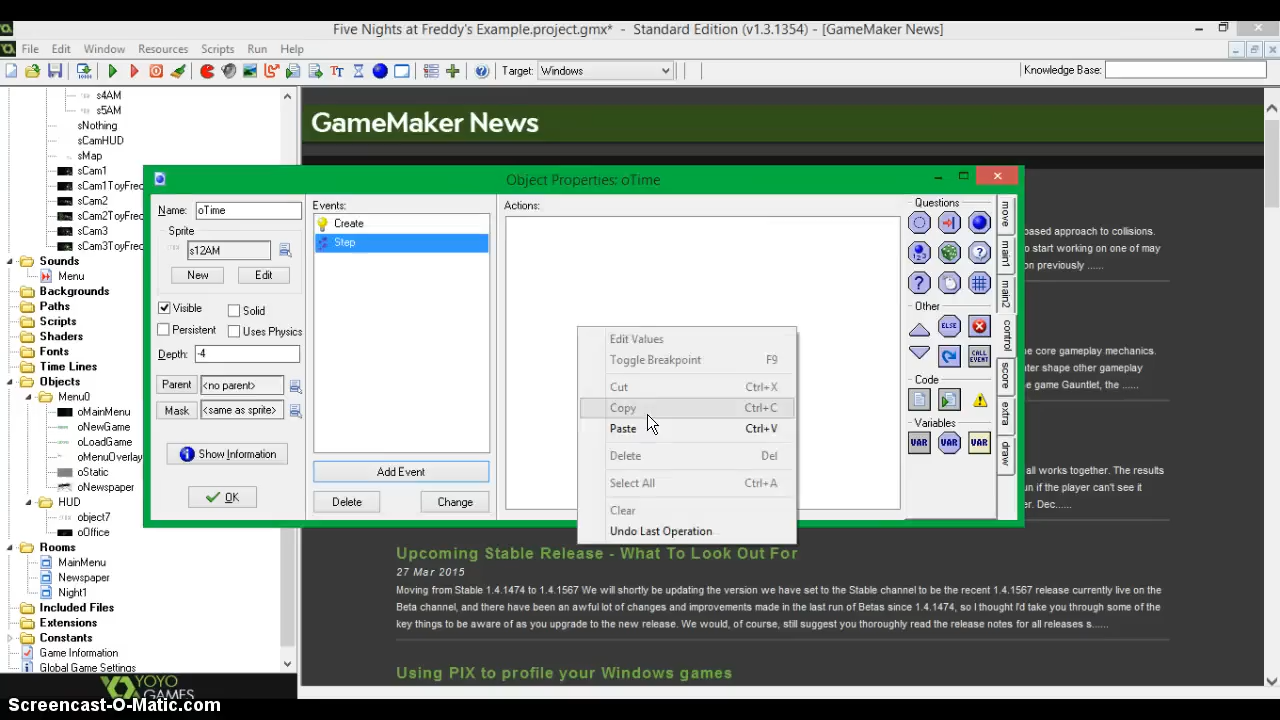 Five Nights at Freddy's Example.project.gmx* - Standard Edition (v1.3.1354) - [GameMaker News]
File Edit Window Resources Scripts Run Help
Target: Windows
Knowledge Base:
s4AM
s5AM
sNothing
sCamHUD
sMap
sCam1
sCam1ToyFred
sCam2
sCam2ToyFred
sCam3
sCam3ToyFred
Sounds
Menu
Backgrounds
Paths
Scripts
Shaders
Fonts
Time Lines
Objects
Menu0
oMainMenu
oNewGame
oLoadGame
oMenuOverlay
oStatic
oNewspaper
HUD
object7
oOffice
Rooms
MainMenu
Newspaper
Night1
Included Files
Extensions
Constants
Game Information
Global Game Settings
YOYO
GAMES
GameMaker News
Object Properties: oTime
Name: oTime
Sprite
s12AM
New Edit
Visible Solid
Persistent Uses Physics
Depth: -4
Parent <no parent>
Mask <same as sprite>
Show Information
OK
Events:
Create
Step
Add Event
Delete Change
Actions:
Edit Values
Toggle Breakpoint F9
Cut Ctrl+X
Copy Ctrl+C
Paste Ctrl+V
Delete Del
Select All Ctrl+A
Clear
Undo Last Operation
Questions
Other
ELSE
CALL EVENT
Code
Variables
VAR VAR VAR
move
main1
main2
control
score
extra
draw
based approach to collisions.
o start working on one of may
on previously ......
e core gameplay mechanics.
ter shape other gameplay
e game Gauntlet, the ......
all works together. The results
n if the player can't see it
. Dec......
Upcoming Stable Release - What To Look Out For
27 Mar 2015
Moving from Stable 1.4.1474 to 1.4.1567 We will shortly be updating the version we have set to the Stable channel to be the recent 1.4.1567 release currently live on the
Beta channel, and there have been an awful lot of changes and improvements made in the last run of Betas since 1.4.1474, so I thought I'd take you through some of the
key things to be aware of as you upgrade to the new release. We would, of course, still suggest you thoroughly read the release notes for all releases s......
Using PIX to profile your Windows games
Screencast-O-Matic.com